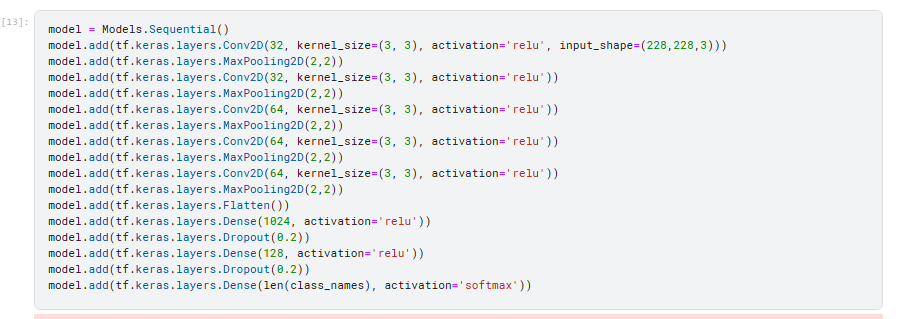 [13]:
model = Models.Sequential()
model.add(tf.keras.layers.Conv2D(32, kernel_size=(3, 3), activation='relu', input_shape=(228,228,3)))
model.add(tf.keras.layers.MaxPooling2D(2,2))
model.add(tf.keras.layers.Conv2D(32, kernel_size=(3, 3), activation='relu'))
model.add(tf.keras.layers.MaxPooling2D(2,2))
model.add(tf.keras.layers.Conv2D(64, kernel_size=(3, 3), activation='relu'))
model.add(tf.keras.layers.MaxPooling2D(2,2))
model.add(tf.keras.layers.Conv2D(64, kernel_size=(3, 3), activation='relu'))
model.add(tf.keras.layers.MaxPooling2D(2,2))
model.add(tf.keras.layers.Conv2D(64, kernel_size=(3, 3), activation='relu'))
model.add(tf.keras.layers.MaxPooling2D(2,2))
model.add(tf.keras.layers.Flatten())
model.add(tf.keras.layers.Dense(1024, activation='relu'))
model.add(tf.keras.layers.Dropout(0.2))
model.add(tf.keras.layers.Dense(128, activation='relu'))
model.add(tf.keras.layers.Dropout(0.2))
model.add(tf.keras.layers.Dense(len(class_names), activation='softmax'))